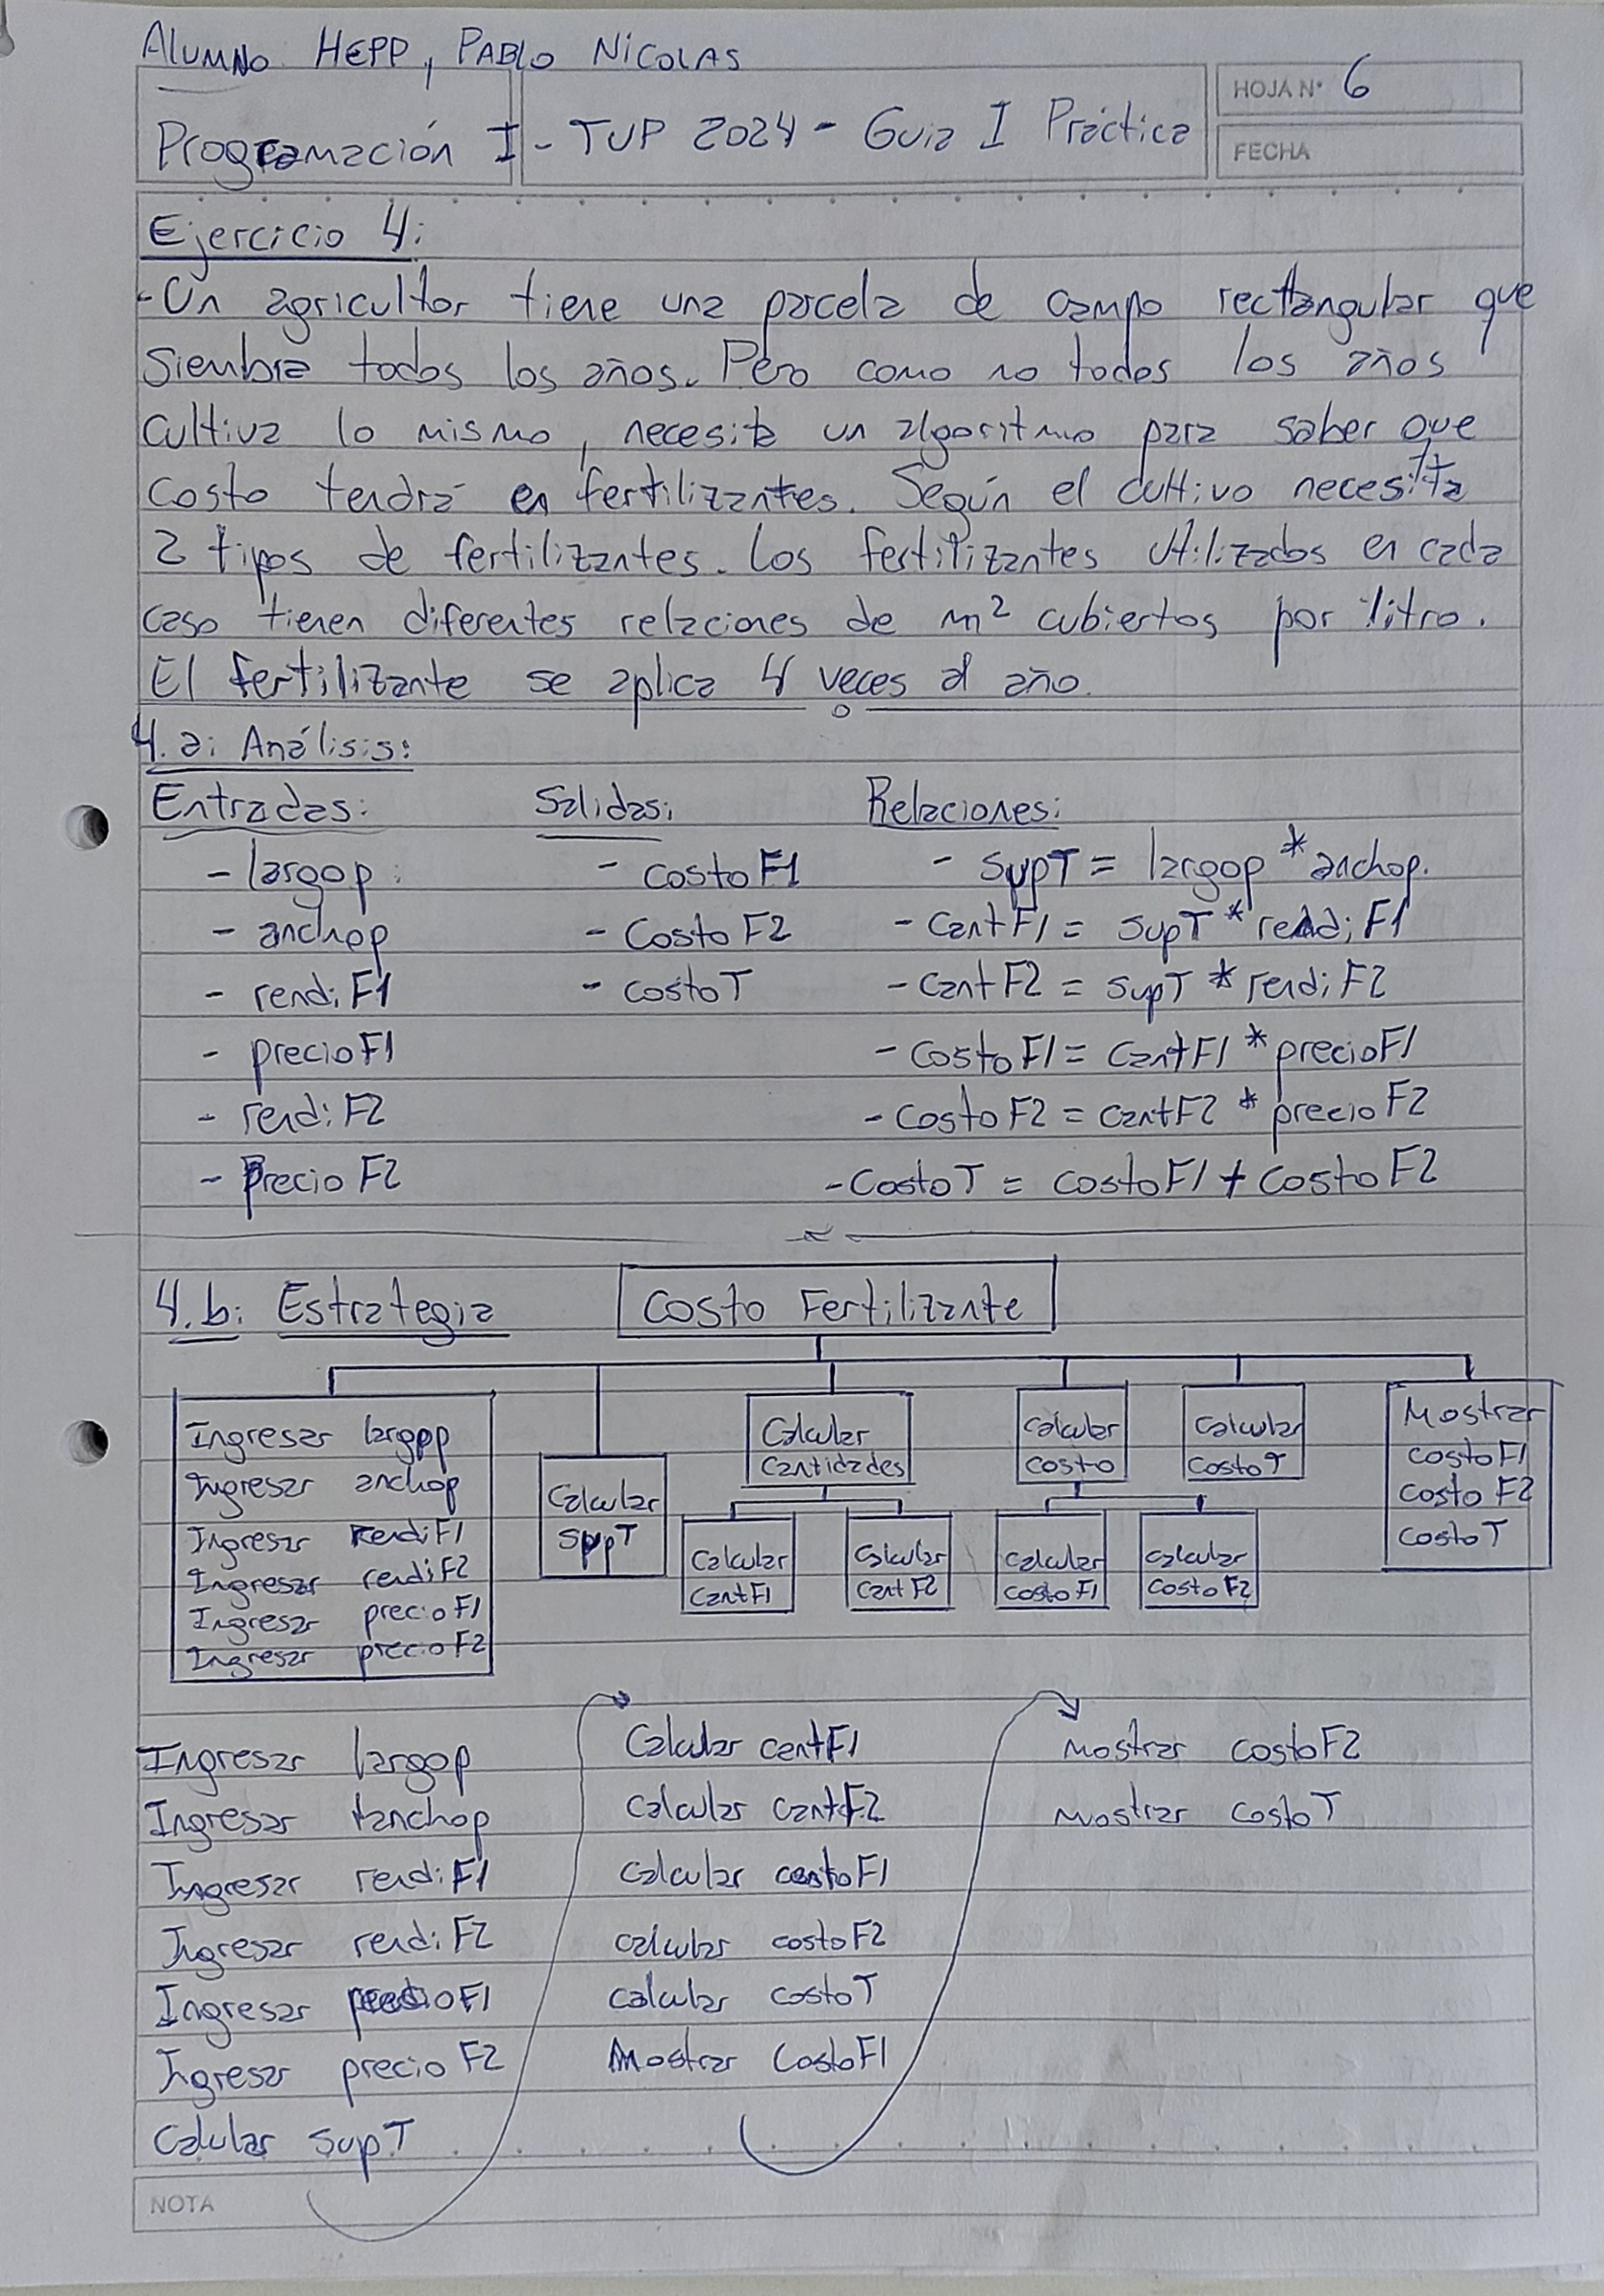 Alumno HEPP, PABLO NICOLAS
Programación I - TUP 2024 - Guia I Práctica
HOJA N° 6
FECHA
Ejercicio 4:
-Un agricultor tiene una parcela de campo rectangular que
siembra todos los años. Pero como no todos los años
cultiva lo mismo, necesita un algoritmo para saber que
costo tendrá en fertilizantes. Según el cultivo necesita
2 tipos de fertilizantes. Los fertilizantes utilizados en cada
caso tienen diferentes relaciones de m² cubiertos por litro.
El fertilizante se aplica 4 veces al año.
4.a: Análisis:
Entradas: Salidas: Relaciones:
- largop: - costoF1 - supT = largop * anchop.
- anchop - costoF2 - CantF1 = supT * rendiF1
- rendiF1 - costoT - CantF2 = supT * rendiF2
- precioF1 - CostoF1 = CantF1 * precioF1
- rendiF2 - CostoF2 = cantF2 * precioF2
- PrecioF2 - CostoT = costoF1 + CostoF2
4.b: Estrategia
Costo Fertilizante
Ingresar largop
Ingresar anchop
Ingresar RendiF1
Ingresar rendiF2
Ingresar precioF1
Ingresar precioF2
Calcular
supT
Calcular
Cantidades
Calcular
CantF1
Calcular
CantF2
Calcular
costo
Calcular
costoF1
Calcular
CostoF2
Calcular
CostoT
Mostrar
costoF1
costoF2
costoT
Ingresar largop
Ingresar anchop
Ingresar rendiF1
Ingresar rendiF2
Ingresar precioF1
Ingresar precioF2
Calular supT
Calcular cantF1
Calcular cantF2
Calcular costoF1
calcular costoF2
calcular costoT
Mostrar CostoF1
Mostrar costoF2
Mostrar CostoT
NOTA